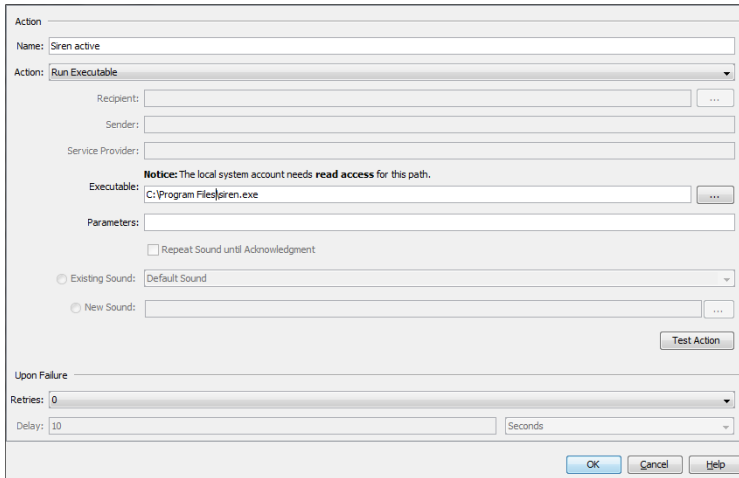 Action
Name: Siren active
Action: Run Executable
Recipient: ...
Sender:
Service Provider:
Notice: The local system account needs read access for this path.
Executable: C:\Program Files\siren.exe ...
Parameters:
Repeat Sound until Acknowledgment
Existing Sound: Default Sound
New Sound: ...
Test Action
Upon Failure
Retries: 0
Delay: 10 Seconds
OK Cancel Help